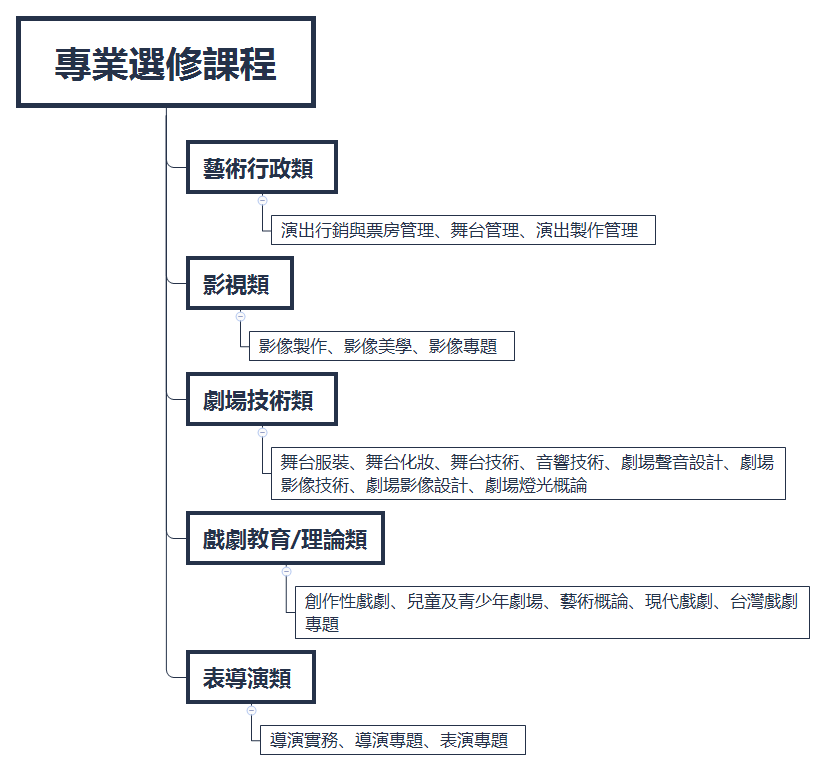 專業選修課程
藝術行政類
演出行銷與票房管理、舞台管理、演出製作管理
影視類
影像製作、影像美學、影像專題
劇場技術類
舞台服裝、舞台化妝、舞台技術、音響技術、劇場聲音設計、劇場
影像技術、劇場影像設計、劇場燈光概論
戲劇教育/理論類
創作性戲劇、兒童及青少年劇場、藝術概論、現代戲劇、台灣戲劇
專題
表導演類
導演實務、導演專題、表演專題